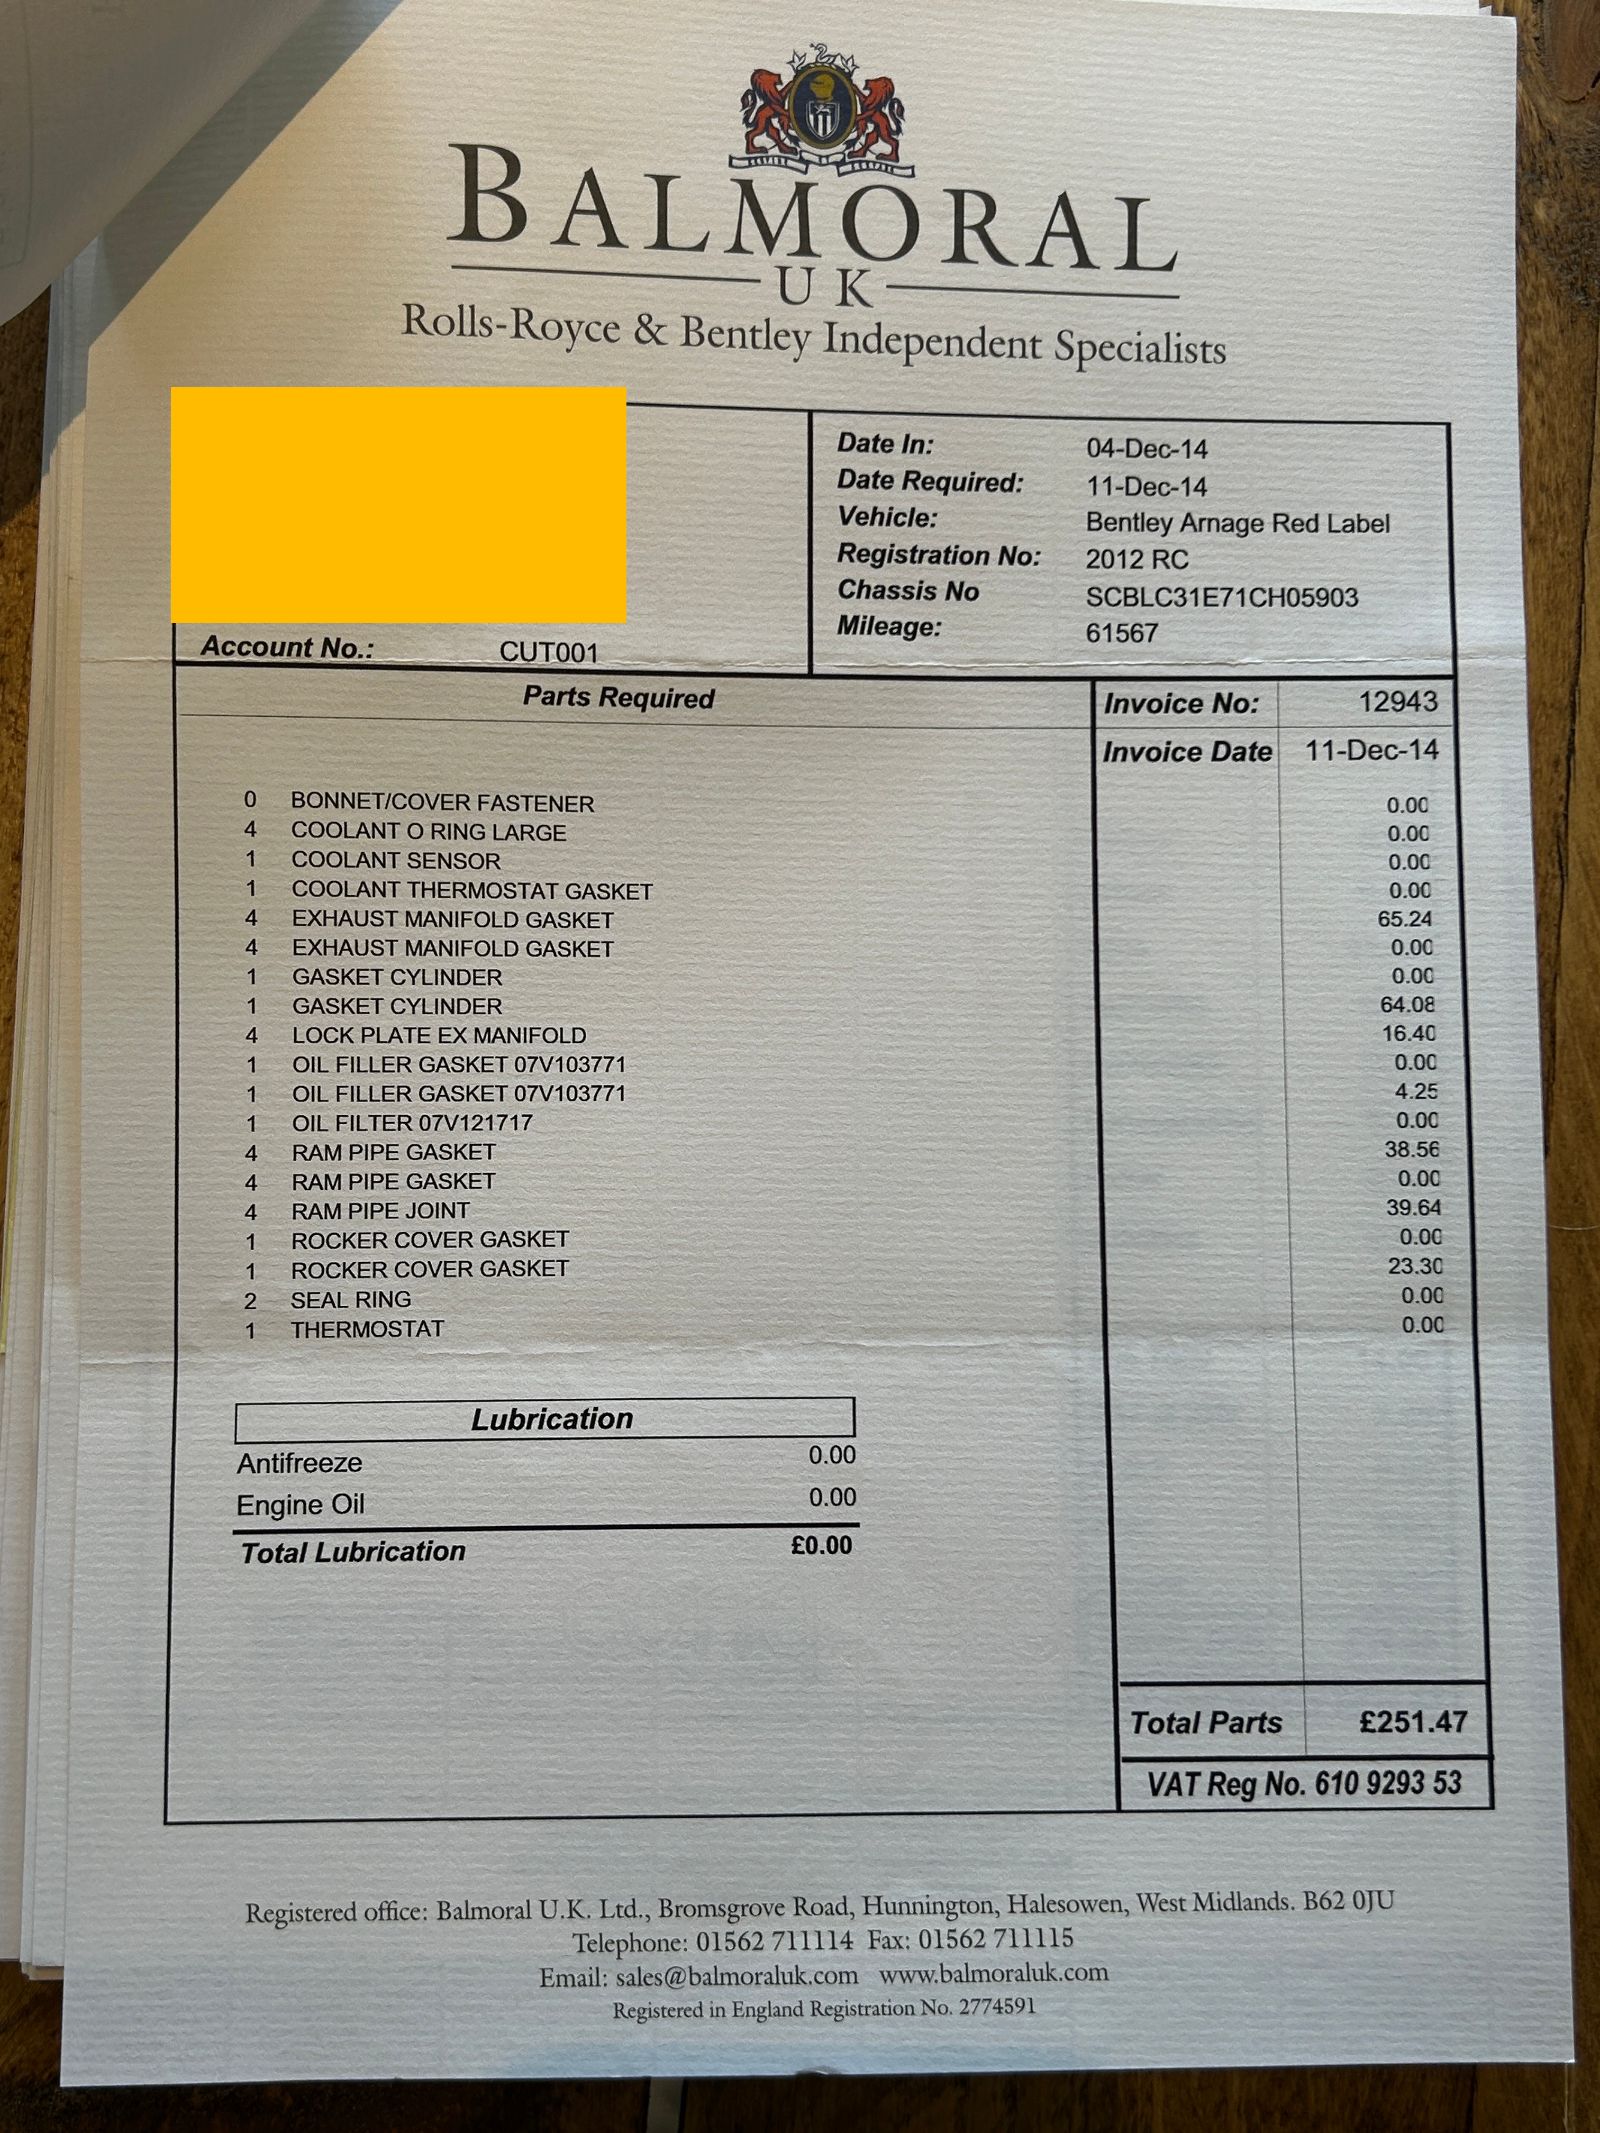 BALMORAL
UK
Rolls-Royce & Bentley Independent Specialists
Date In: 04-Dec-14
Date Required: 11-Dec-14
Vehicle: Bentley Arnage Red Label
Registration No: 2012 RC
Chassis No SCBLC31E71CH05903
Mileage: 61567
Account No.: CUT001
Parts Required
Invoice No: 12943
Invoice Date 11-Dec-14
0 BONNET/COVER FASTENER 0.00
4 COOLANT O RING LARGE 0.00
1 COOLANT SENSOR 0.00
1 COOLANT THERMOSTAT GASKET 0.00
4 EXHAUST MANIFOLD GASKET 65.24
4 EXHAUST MANIFOLD GASKET 0.00
1 GASKET CYLINDER 0.00
1 GASKET CYLINDER 64.08
4 LOCK PLATE EX MANIFOLD 16.40
1 OIL FILLER GASKET 07V103771 0.00
1 OIL FILLER GASKET 07V103771 4.25
1 OIL FILTER 07V121717 0.00
4 RAM PIPE GASKET 38.56
4 RAM PIPE GASKET 0.00
4 RAM PIPE JOINT 39.64
1 ROCKER COVER GASKET 0.00
1 ROCKER COVER GASKET 23.30
2 SEAL RING 0.00
1 THERMOSTAT 0.00
Lubrication
Antifreeze 0.00
Engine Oil 0.00
Total Lubrication £0.00
Total Parts £251.47
VAT Reg No. 610 9293 53
Registered office: Balmoral U.K. Ltd., Bromsgrove Road, Hunnington, Halesowen, West Midlands. B62 0JU
Telephone: 01562 711114 Fax: 01562 711115
Email: sales@balmoraluk.com www.balmoraluk.com
Registered in England Registration No. 2774591